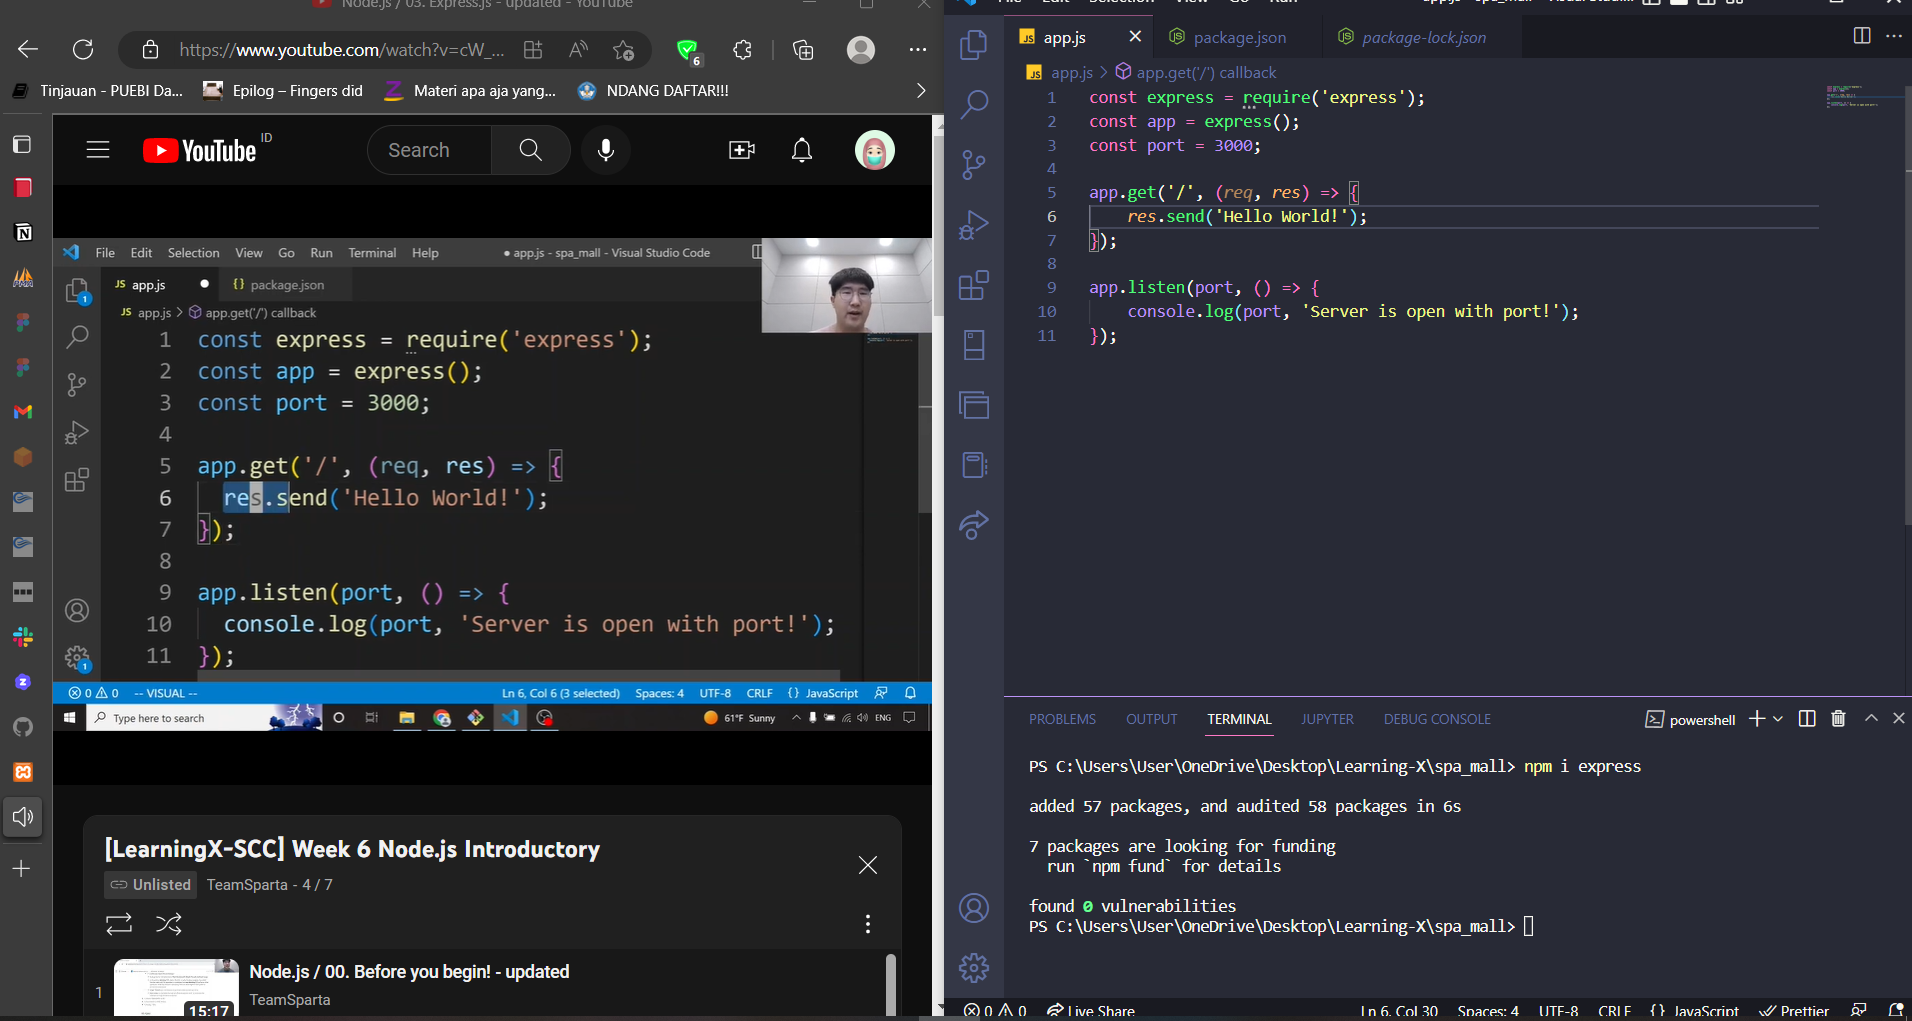 Node.js / 03. Express.js - updated - YouTube
https://www.youtube.com/watch?v=cW_...
6
Tinjauan - PUEBI Da...
Epilog – Fingers did
Materi apa aja yang...
NDANG DAFTAR!!!
YouTube ID
Search
File Edit Selection View Go Run Terminal Help
● app.js - spa_mall - Visual Studio Code
JS app.js
{} package.json
JS app.js > app.get('/') callback
1 const express = require('express');
2 const app = express();
3 const port = 3000;
4
5 app.get('/', (req, res) => {
6 res.send('Hello World!');
7 });
8
9 app.listen(port, () => {
10 console.log(port, 'Server is open with port!');
11 });
0 0 -- VISUAL --
Ln 6, Col 6 (3 selected) Spaces: 4 UTF-8 CRLF {} JavaScript
Type here to search
61°F Sunny
ENG
[LearningX-SCC] Week 6 Node.js Introductory
Unlisted TeamSparta - 4 / 7
1
15:17
Node.js / 00. Before you begin! - updated
TeamSparta
File Edit Selection View Go Run
app.js - spa_mall - Visual Studi...
JS app.js
package.json
package-lock.json
JS app.js > app.get('/') callback
1 const express = require('express');
2 const app = express();
3 const port = 3000;
4
5 app.get('/', (req, res) => {
6 res.send('Hello World!');
7 });
8
9 app.listen(port, () => {
10 console.log(port, 'Server is open with port!');
11 });
PROBLEMS OUTPUT TERMINAL JUPYTER DEBUG CONSOLE
powershell
PS C:\Users\User\OneDrive\Desktop\Learning-X\spa_mall> npm i express
added 57 packages, and audited 58 packages in 6s
7 packages are looking for funding
run `npm fund` for details
found 0 vulnerabilities
PS C:\Users\User\OneDrive\Desktop\Learning-X\spa_mall>
0 0 Live Share
Ln 6, Col 30 Spaces: 4 UTF-8 CRLF {} JavaScript Prettier